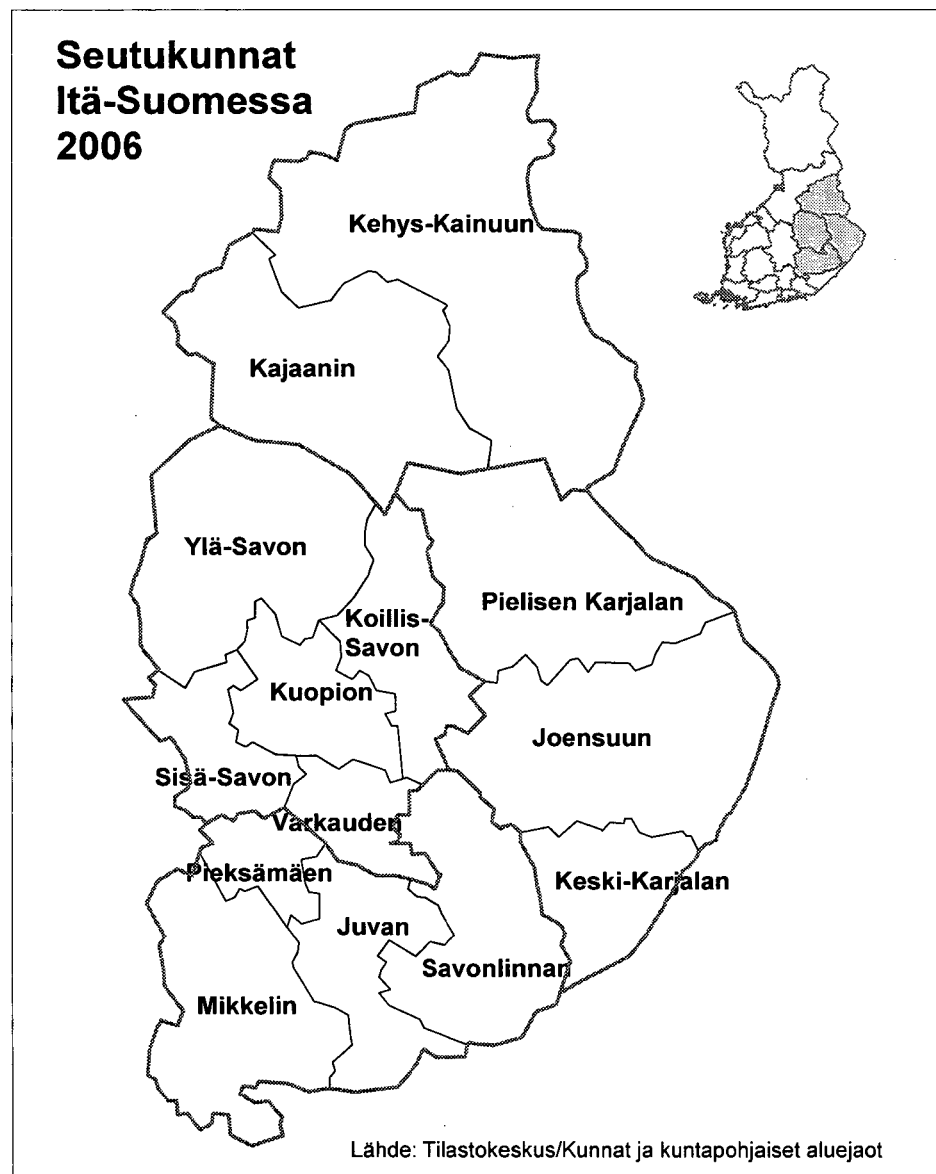 Seutukunnat
Itä-Suomessa
2006
Kehys-Kainuun
Kajaanin
Ylä-Savon
Koillis-
Savon
Pielisen Karjalan
Kuopion
Joensuun
Sisä-Savon
Varkauden
Pieksämäen
Keski-Karjalan
Juvan
Savonlinnan
Mikkelin
Lähde: Tilastokeskus/Kunnat ja kuntapohjaiset aluejaot